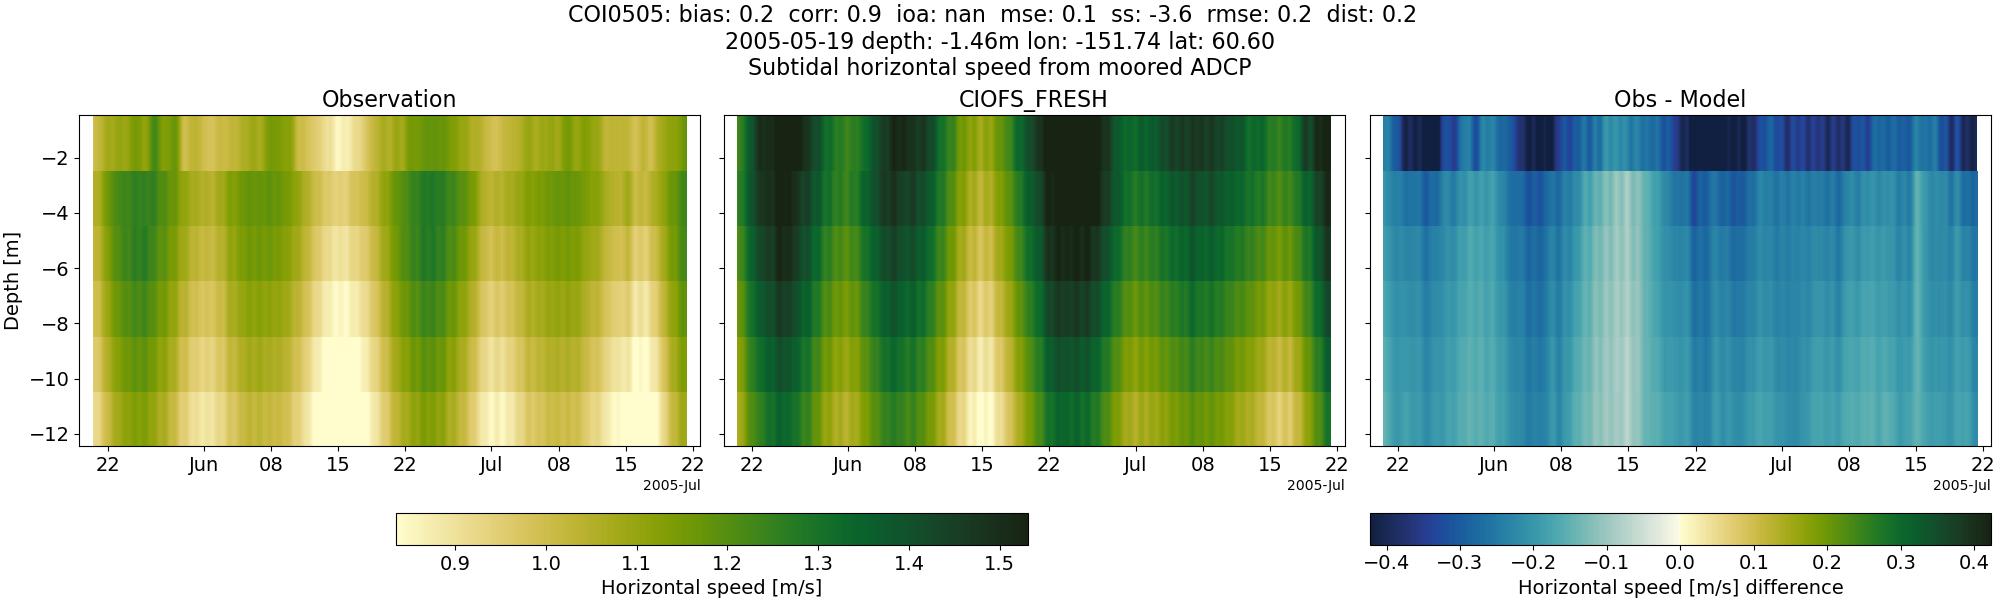 COI0505: bias: 0.2  corr: 0.9  ioa: nan  mse: 0.1  ss: -3.6  rmse: 0.2  dist: 0.2
2005-05-19 depth: -1.46m lon: -151.74 lat: 60.60
Subtidal horizontal speed from moored ADCP
Observation
CIOFS_FRESH
Obs - Model
Depth [m]
−2
−4
−6
−8
−10
−12
22 Jun 08 15 22 Jul 08 15 22
2005-Jul
22 Jun 08 15 22 Jul 08 15 22
2005-Jul
22 Jun 08 15 22 Jul 08 15 22
2005-Jul
0.9 1.0 1.1 1.2 1.3 1.4 1.5
Horizontal speed [m/s]
−0.4 −0.3 −0.2 −0.1 0.0 0.1 0.2 0.3 0.4
Horizontal speed [m/s] difference